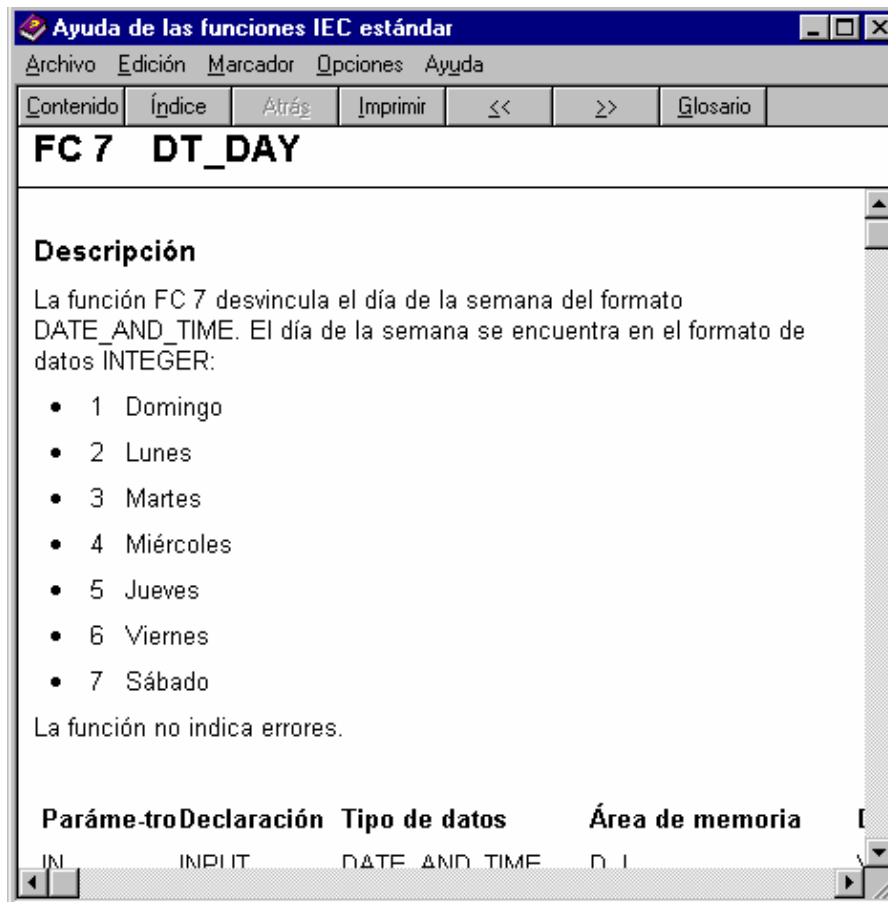 Ayuda de las funciones IEC estándar
Archivo Edición Marcador Opciones Ayuda
Contenido Índice Atrás Imprimir << >> Glosario
FC 7 DT_DAY
Descripción
La función FC 7 desvincula el día de la semana del formato
DATE_AND_TIME. El día de la semana se encuentra en el formato de
datos INTEGER:
• 1 Domingo
• 2 Lunes
• 3 Martes
• 4 Miércoles
• 5 Jueves
• 6 Viernes
• 7 Sábado
La función no indica errores.
Paráme-tro Declaración Tipo de datos Área de memoria
IN INPUT DATE_AND_TIME D, L